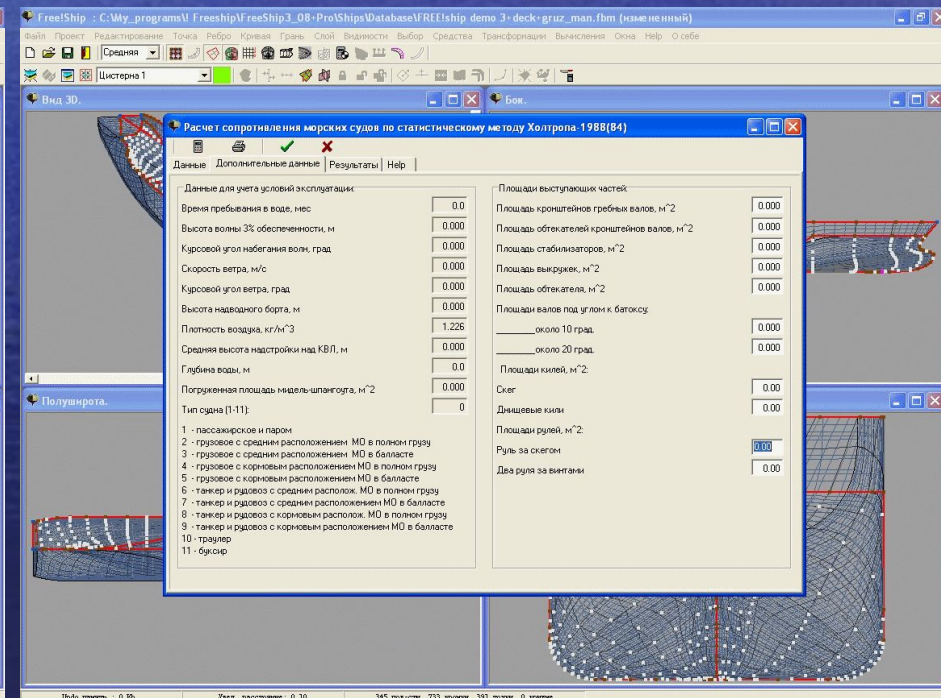 Free!Ship : C:\My_programs\! Freeship\FreeShip3_08+Pro\Ships\Database\FREE!ship demo 3+deck+gruz_man.fbm (измененный)
Файл Проект Редактирование Точка Ребро Кривая Грань Слой Видимости Выбор Средства Трансформации Вычисления Окна Help О себе
Средняя
Цистерна 1
Вид 3D.
Бок.
Расчет сопротивления морских судов по статистическому методу Холтропа-1988(84)
Данные Дополнительные данные Результаты Help
Данные для учета условий эксплуатации:
Время пребывания в воде, мес 0.0
Высота волны 3% обеспеченности, м 0.000
Курсовой угол набегания волн, град 0.000
Скорость ветра, м/с 0.000
Курсовой угол ветра, град 0.000
Высота надводного борта, м 0.000
Плотность воздуха, кг/м^3 1.226
Средняя высота надстройки над КВЛ, м 0.000
Глубина воды, м 0.0
Погруженная площадь мидель-шпангоута, м^2 0.000
Тип судна (1-11): 0
1 - пассажирское и паром
2 - грузовое с средним расположением МО в полном грузу
3 - грузовое с средним расположением МО в балласте
4 - грузовое с кормовым расположением МО в полном грузу
5 - грузовое с кормовым расположением МО в балласте
6 - танкер и рудовоз с средним располож. МО в полном грузу
7 - танкер и рудовоз с средним расположением МО в балласте
8 - танкер и рудовоз с кормовым располож. МО в полном грузу
9 - танкер и рудовоз с кормовым расположением МО в балласте
10 - траулер
11 - буксир
Площади выступающих частей:
Площадь кронштейнов гребных валов, м^2 0.000
Площадь обтекателей кронштейнов валов, м^2 0.000
Площадь стабилизаторов, м^2 0.000
Площадь выкружек, м^2 0.000
Площадь обтекателя, м^2 0.000
Площади валов под углом к батоксу:
________около 10 град. 0.000
________около 20 град. 0.000
Площади килей, м^2:
Скег 0.00
Днищевые кили 0.00
Площади рулей, м^2:
Руль за скегом 0.00
Два руля за винтами 0.00
Полуширота.